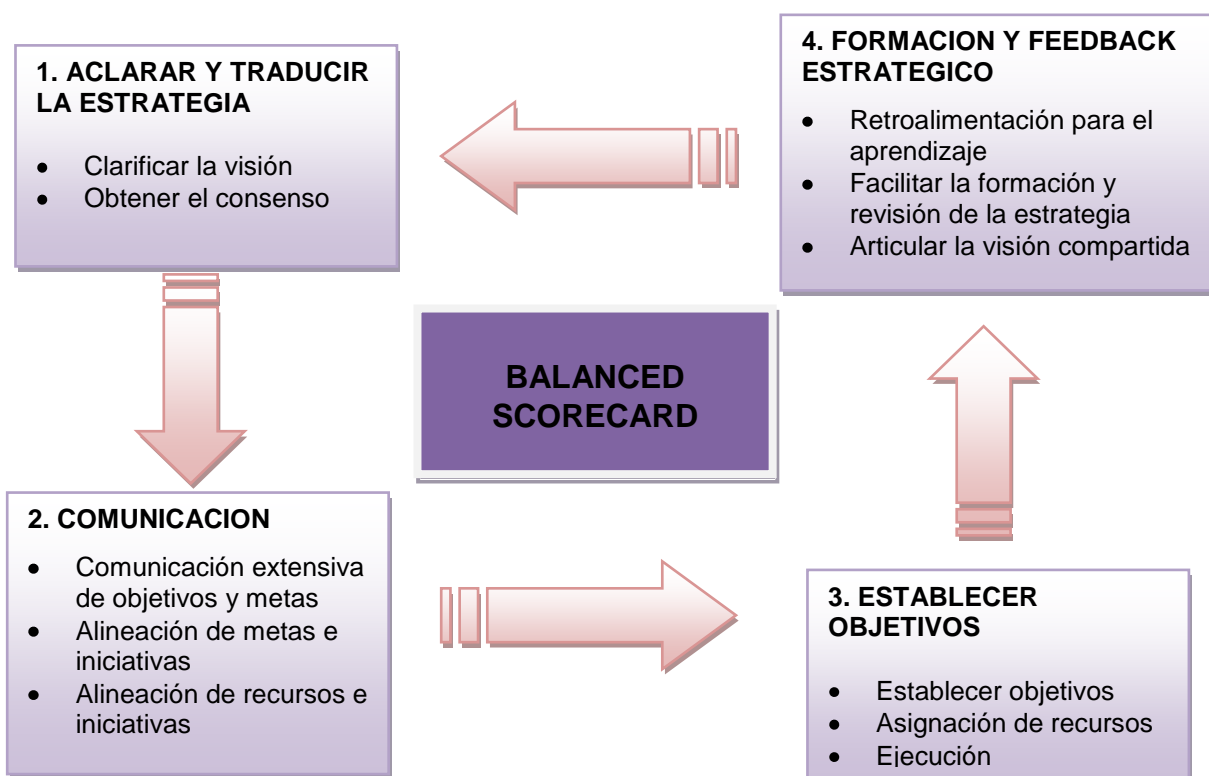 1. ACLARAR Y TRADUCIR
LA ESTRATEGIA
• Clarificar la visión
• Obtener el consenso
4. FORMACION Y FEEDBACK
ESTRATEGICO
• Retroalimentación para el
aprendizaje
• Facilitar la formación y
revisión de la estrategia
• Articular la visión compartida
BALANCED
SCORECARD
2. COMUNICACION
• Comunicación extensiva
de objetivos y metas
• Alineación de metas e
iniciativas
• Alineación de recursos e
iniciativas
3. ESTABLECER
OBJETIVOS
• Establecer objetivos
• Asignación de recursos
• Ejecución